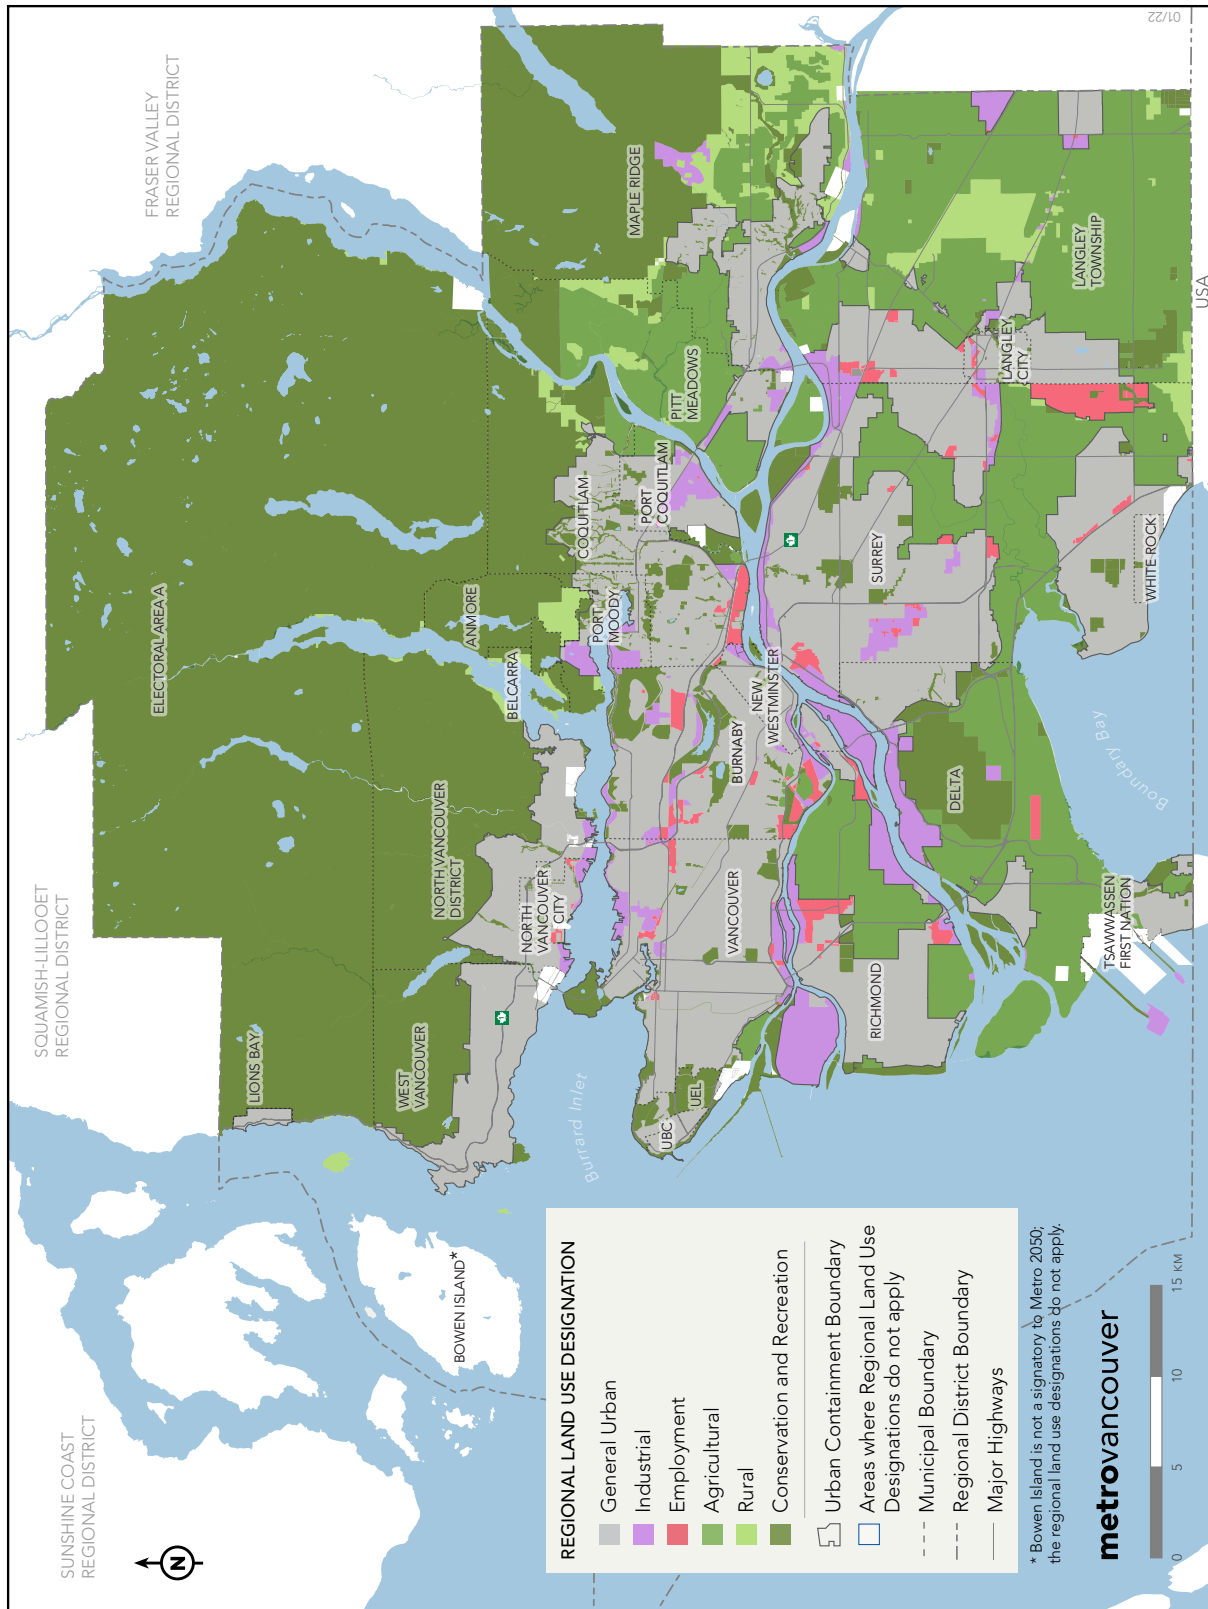 SUNSHINE COAST
REGIONAL DISTRICT
SQUAMISH-LILLOOET
REGIONAL DISTRICT
FRASER VALLEY
REGIONAL DISTRICT
N
ELECTORAL AREA A
LIONS BAY
WEST
VANCOUVER
NORTH VANCOUVER
DISTRICT
NORTH
VANCOUVER
CITY
BOWEN ISLAND*
BELCARRA
ANMORE
PORT
MOODY
COQUITLAM
PORT
COQUITLAM
PITT
MEADOWS
MAPLE RIDGE
Burrard Inlet
UBC
UEL
VANCOUVER
BURNABY
NEW
WESTMINSTER
RICHMOND
SURREY
DELTA
LANGLEY
CITY
LANGLEY
TOWNSHIP
WHITE ROCK
TSAWWASSEN
FIRST NATION
Boundary Bay
USA
REGIONAL LAND USE DESIGNATION
General Urban
Industrial
Employment
Agricultural
Rural
Conservation and Recreation
Urban Containment Boundary
Areas where Regional Land Use
Designations do not apply
Municipal Boundary
Regional District Boundary
Major Highways
* Bowen Island is not a signatory to Metro 2050;
the regional land use designations do not apply.
metrovancouver
0 5 10 15 KM
01/22